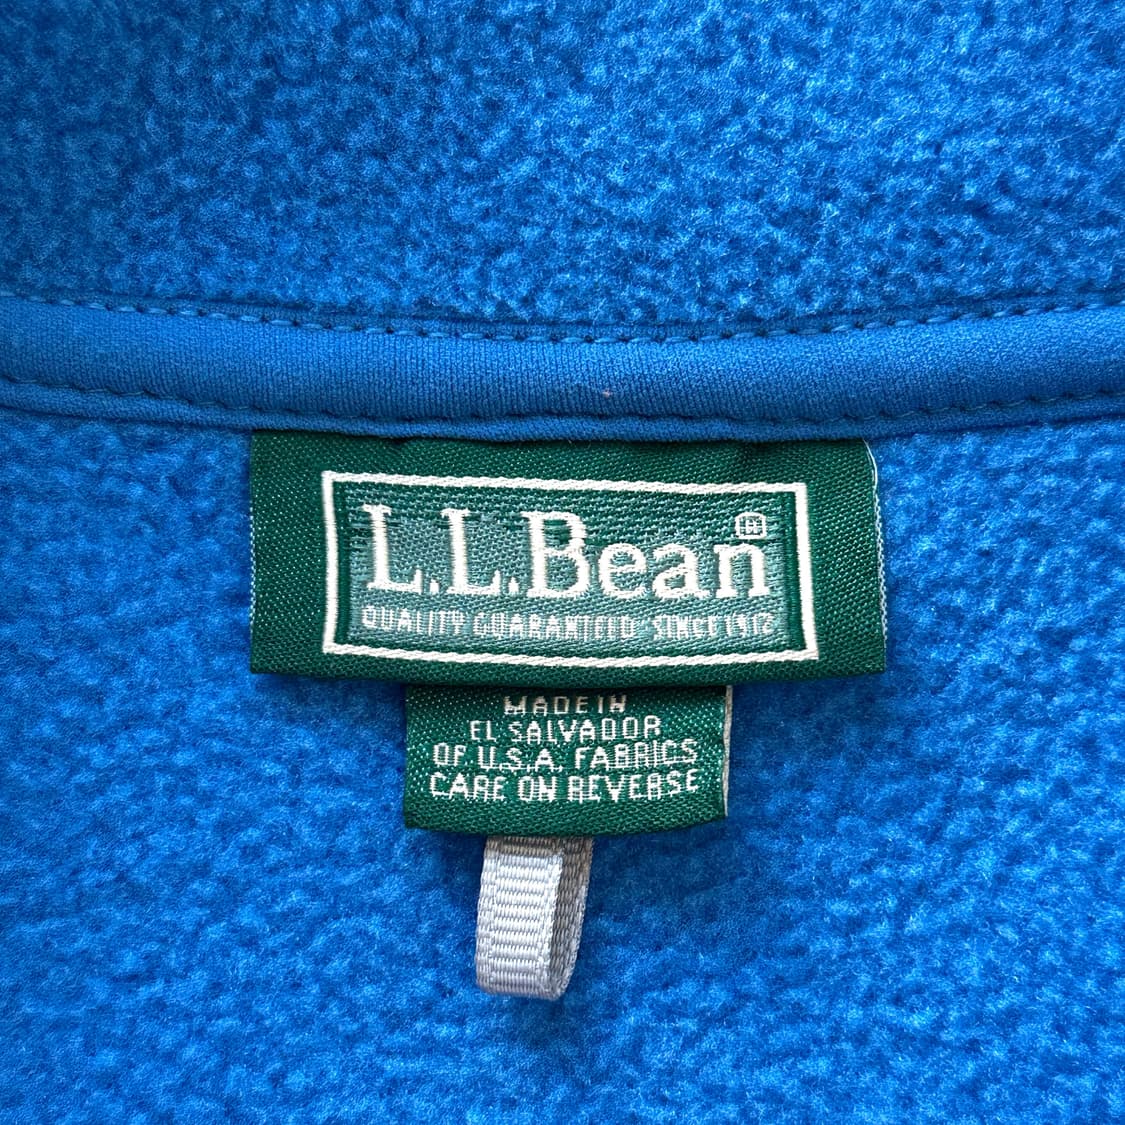 L.L.Bean®
QUALITY GUARANTEED SINCE 1912
MADE IN
EL SALVADOR
OF U.S.A. FABRICS
CARE ON REVERSE